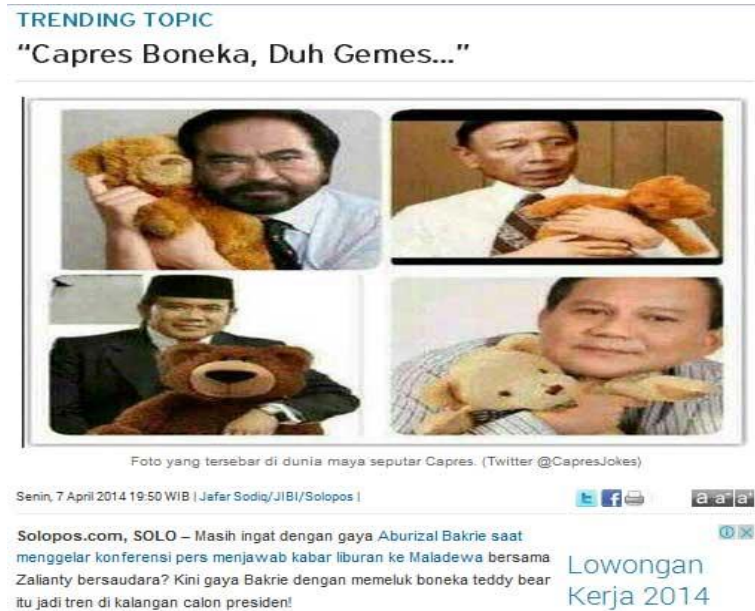 TRENDING TOPIC
“Capres Boneka, Duh Gemes...”
Foto yang tersebar di dunia maya seputar Capres. (Twitter @CapresJokes)
Senin, 7 April 2014 19:50 WIB | Jafar Sodiq/JIBI/Solopos |
a a- a+
Solopos.com, SOLO – Masih ingat dengan gaya Aburizal Bakrie saat
menggelar konferensi pers menjawab kabar liburan ke Maladewa bersama
Zalianty bersaudara? Kini gaya Bakrie dengan memeluk boneka teddy bear
itu jadi tren di kalangan calon presiden!
Lowongan
Kerja 2014